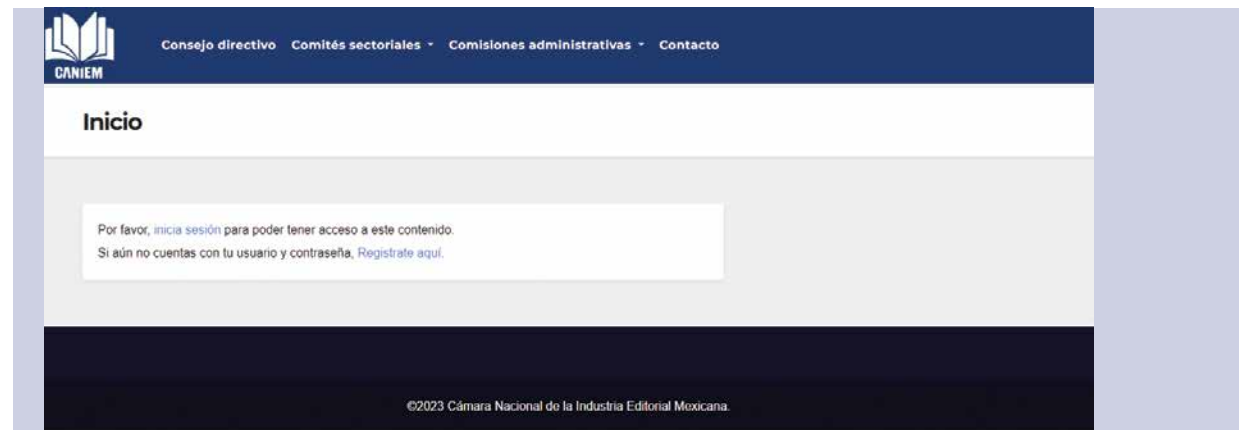 CANIEM
Consejo directivo Comités sectoriales Comisiones administrativas Contacto
Inicio
Por favor, inicia sesión para poder tener acceso a este contenido.
Si aún no cuentas con tu usuario y contraseña, Registrate aquí.
©2023 Cámara Nacional de la Industria Editorial Mexicana.